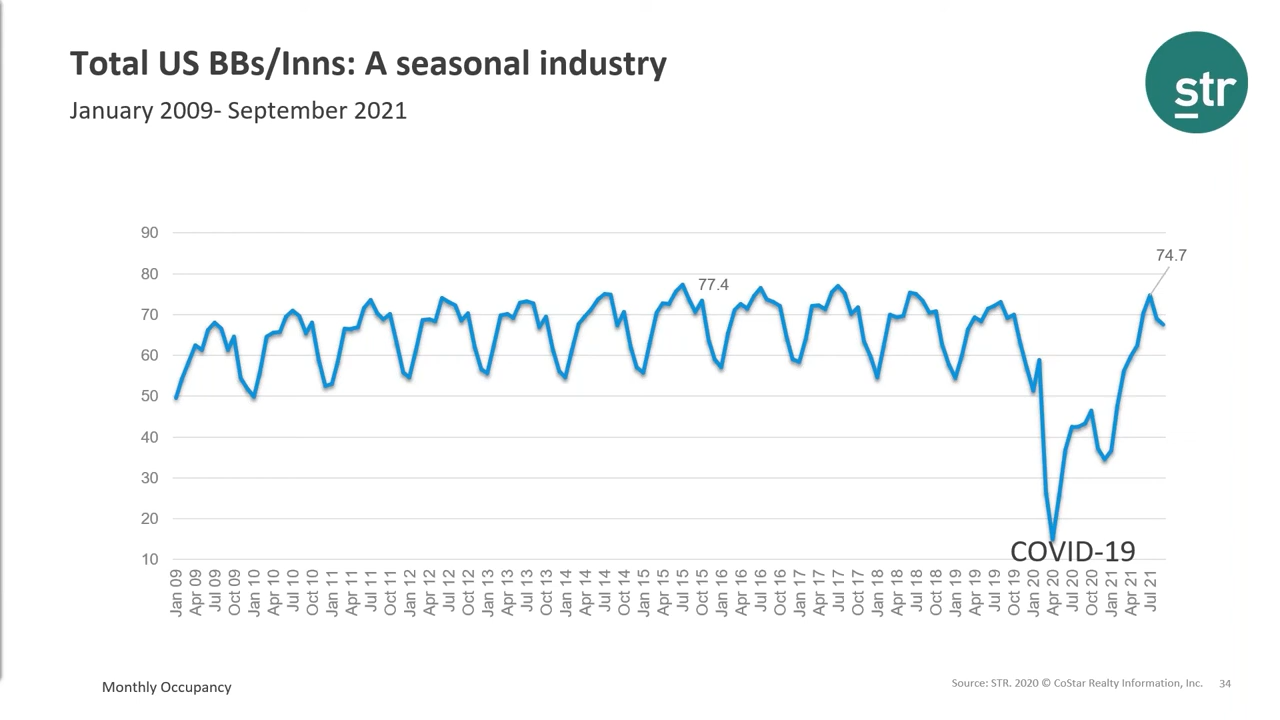 Total US BBs/Inns: A seasonal industry
January 2009- September 2021
str
90
80
70
60
50
40
30
20
10
77.4
74.7
COVID-19
Jan 09
Apr 09
Jul 09
Oct 09
Jan 10
Apr 10
Jul 10
Oct 10
Jan 11
Apr 11
Jul 11
Oct 11
Jan 12
Apr 12
Jul 12
Oct 12
Jan 13
Apr 13
Jul 13
Oct 13
Jan 14
Apr 14
Jul 14
Oct 14
Jan 15
Apr 15
Jul 15
Oct 15
Jan 16
Apr 16
Jul 16
Oct 16
Jan 17
Apr 17
Jul 17
Oct 17
Jan 18
Apr 18
Jul 18
Oct 18
Jan 19
Apr 19
Jul 19
Oct 19
Jan 20
Apr 20
Jul 20
Oct 20
Jan 21
Apr 21
Jul 21
Monthly Occupancy
Source: STR. 2020 © CoStar Realty Information, Inc.
34